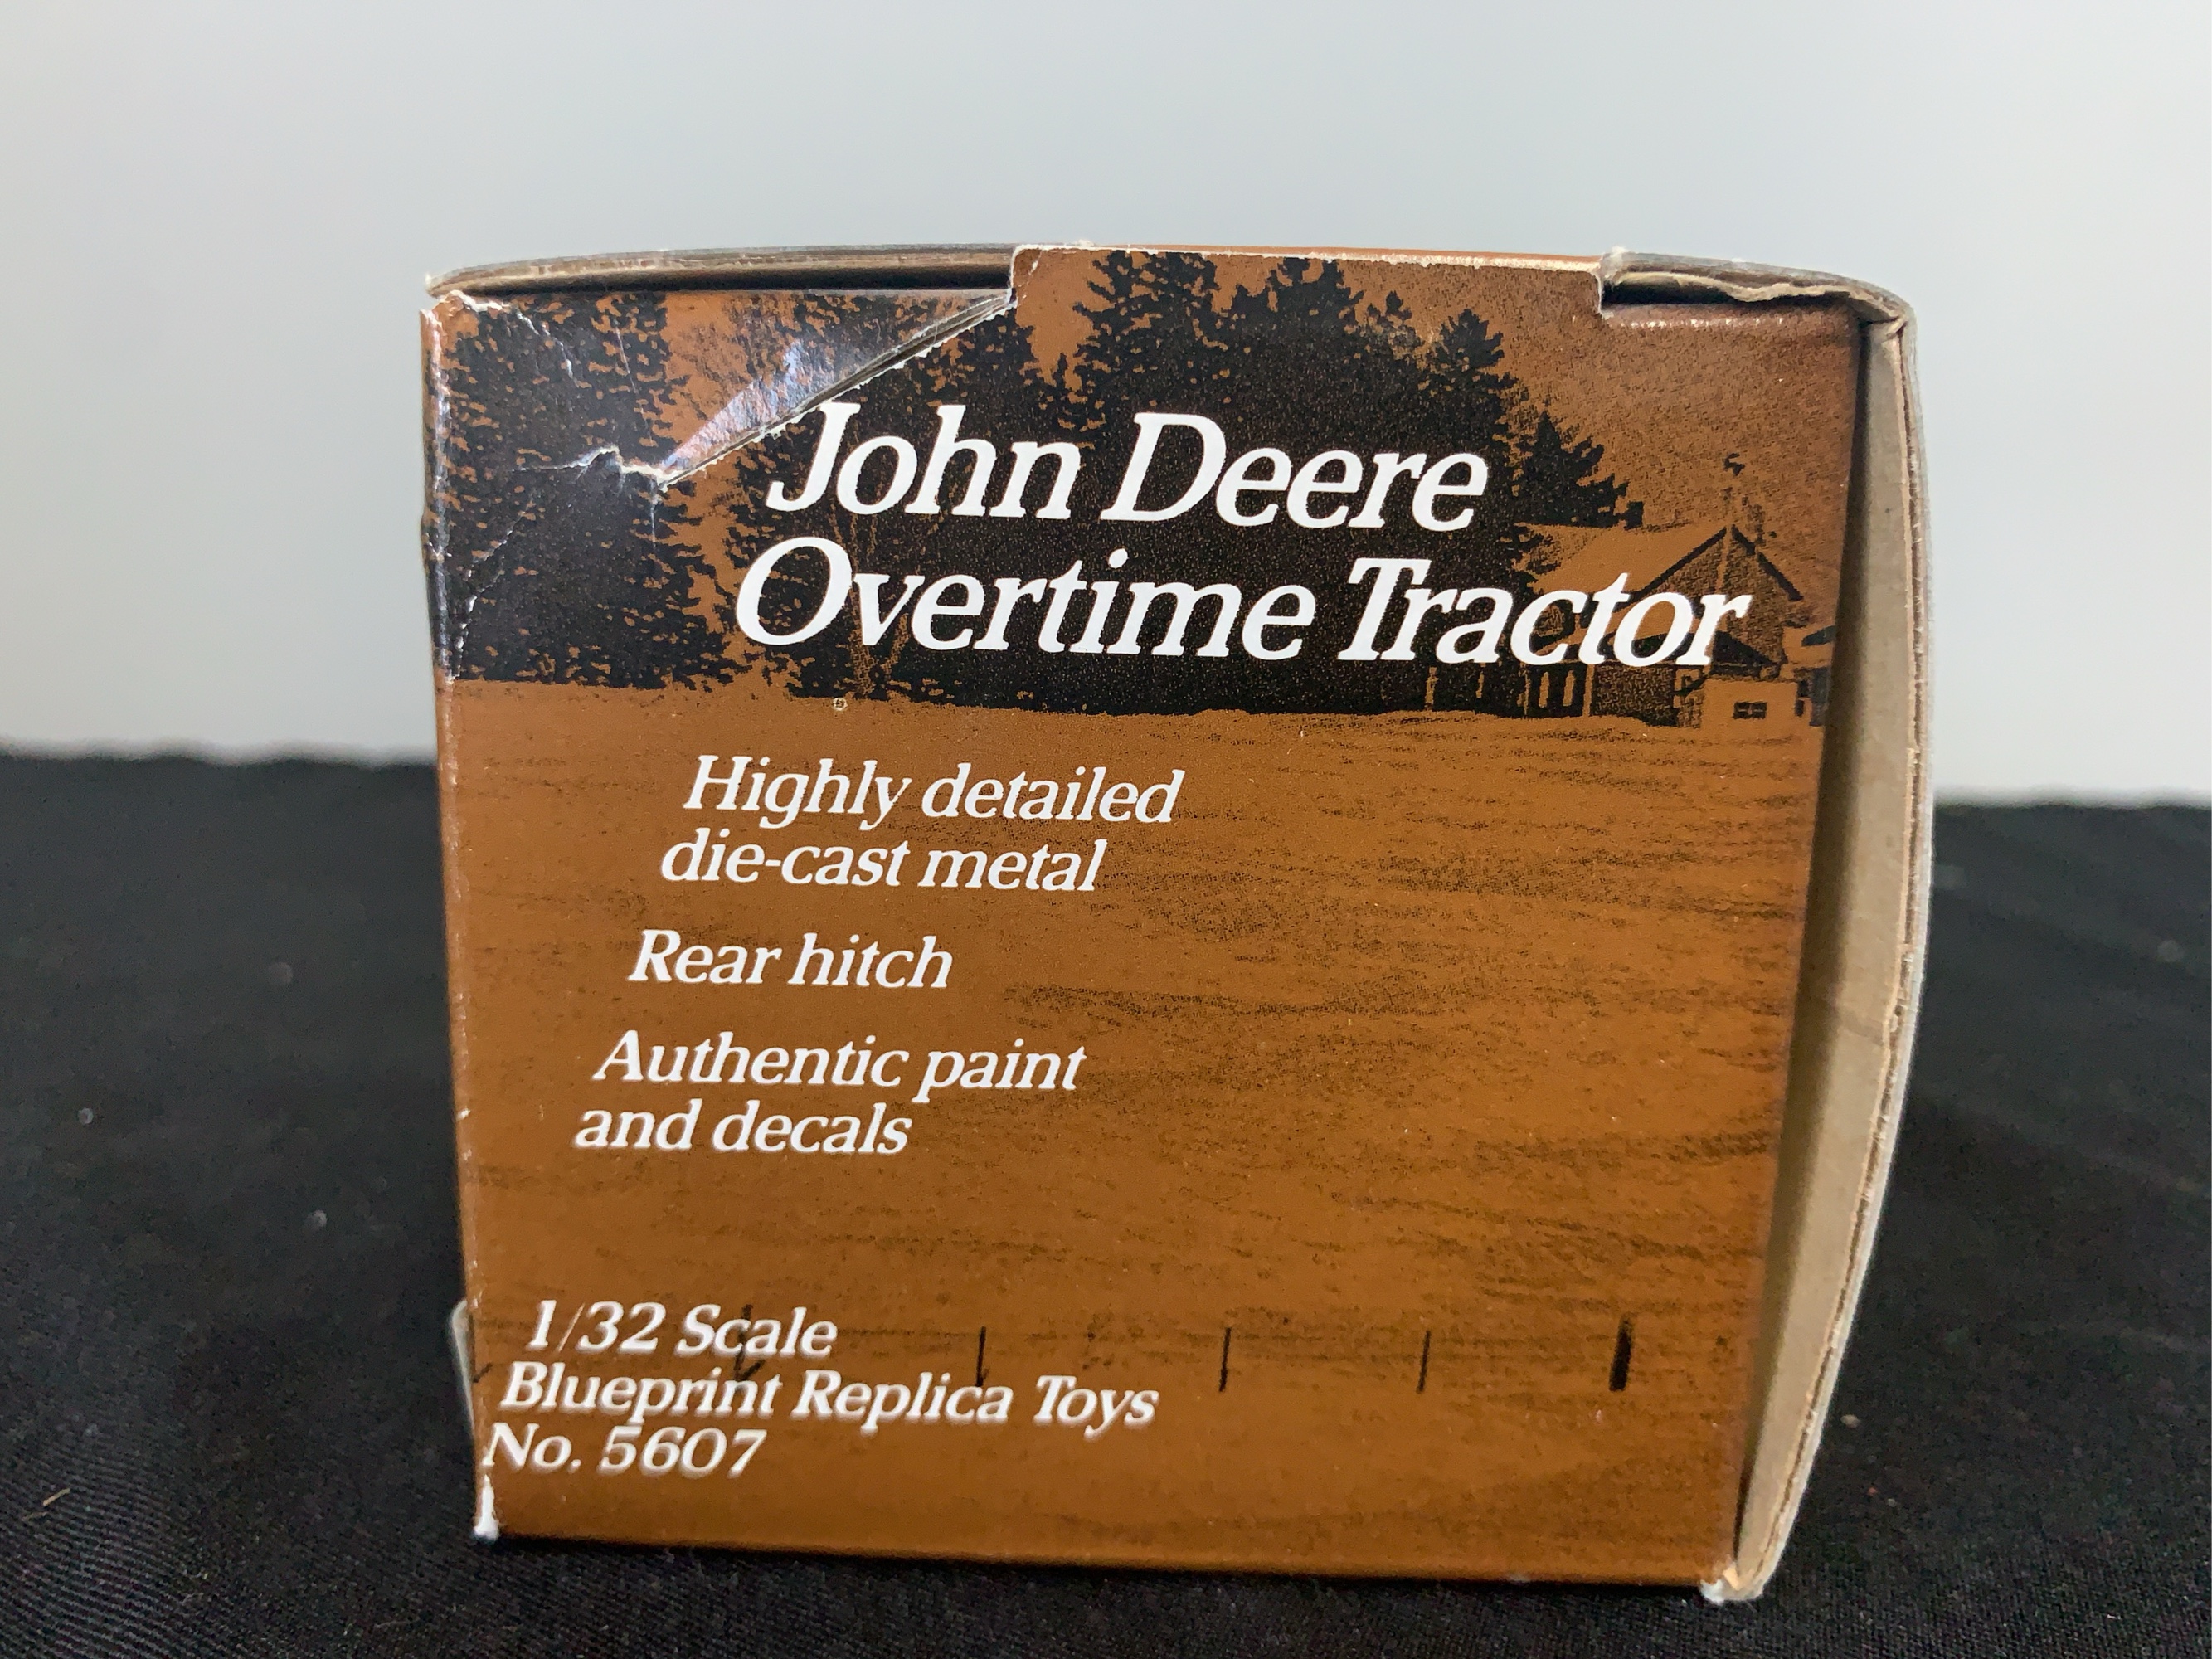 John Deere
Overtime Tractor
Highly detailed
die-cast metal
Rear hitch
Authentic paint
and decals
1/32 Scale
Blueprint Replica Toys
No. 5607